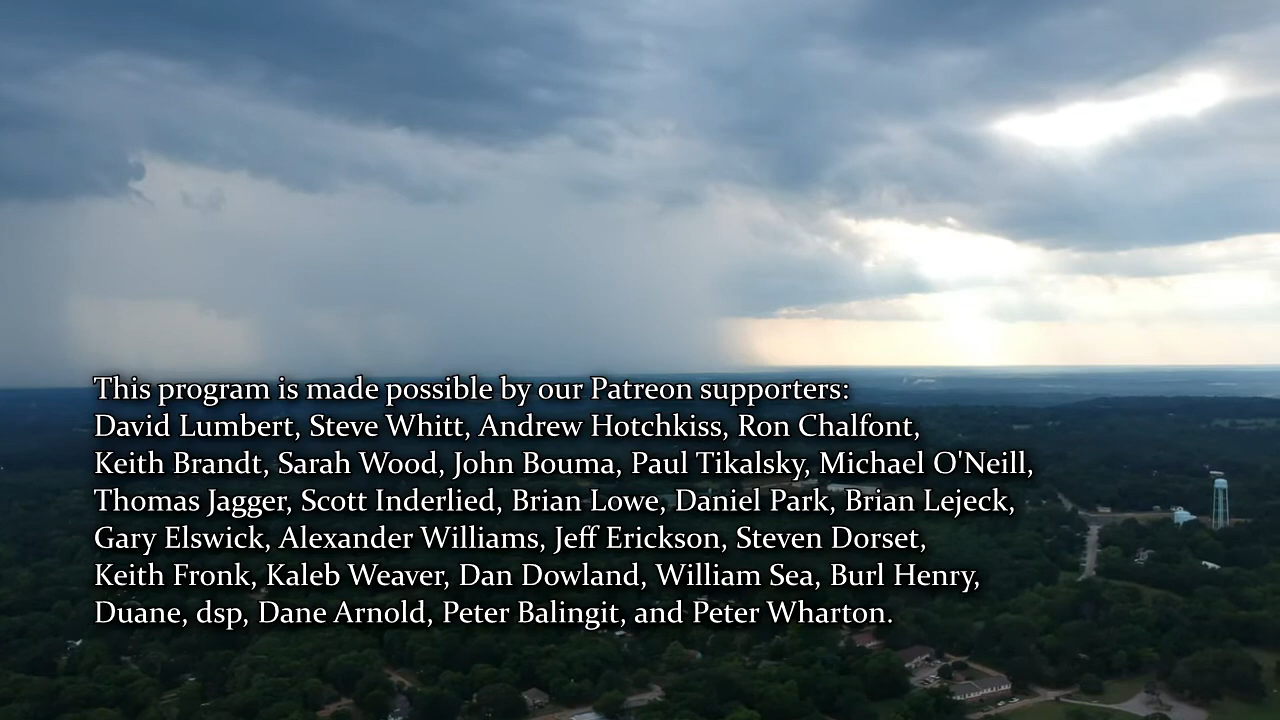 This program is made possible by our Patreon supporters:
David Lumbert, Steve Whitt, Andrew Hotchkiss, Ron Chalfont,
Keith Brandt, Sarah Wood, John Bouma, Paul Tikalsky, Michael O'Neill,
Thomas Jagger, Scott Inderlied, Brian Lowe, Daniel Park, Brian Lejeck,
Gary Elswick, Alexander Williams, Jeff Erickson, Steven Dorset,
Keith Fronk, Kaleb Weaver, Dan Dowland, William Sea, Burl Henry,
Duane, dsp, Dane Arnold, Peter Balingit, and Peter Wharton.